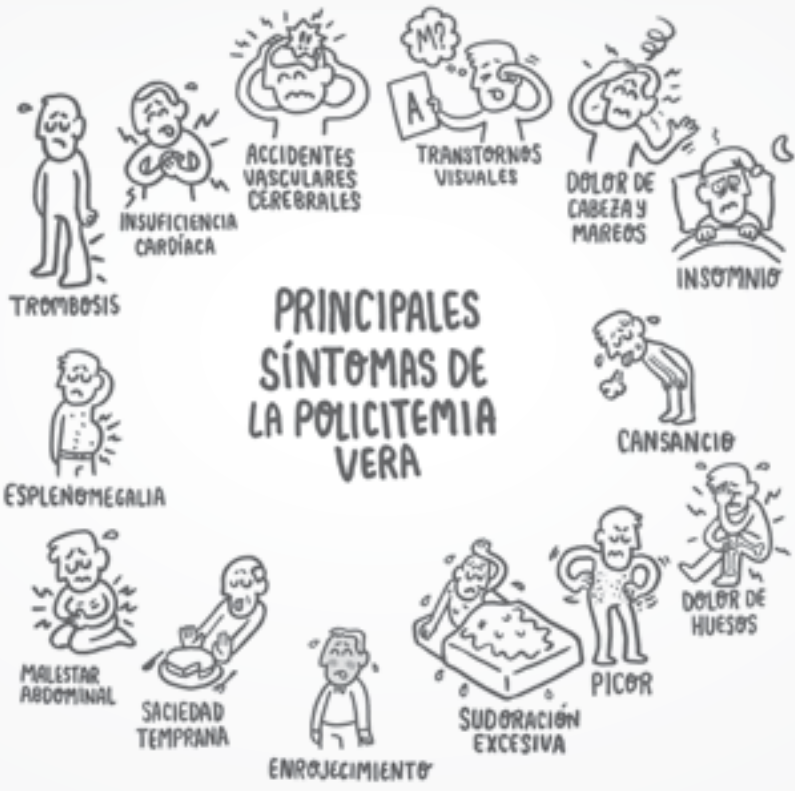 PRINCIPALES
SÍNTOMAS DE
LA POLICITEMIA
VERA
TROMBOSIS
INSUFICIENCIA
CARDÍACA
ACCIDENTES
VASCULARES
CEREBRALES
M?
A
TRANSTORNOS
VISUALES
DOLOR DE
CABEZA Y
MAREOS
INSOMNIO
CANSANCIO
DOLOR DE
HUESOS
PICOR
SUDORACIÓN
EXCESIVA
ENROJECIMIENTO
SACIEDAD
TEMPRANA
MALESTAR
ABDOMINAL
ESPLENOMEGALIA